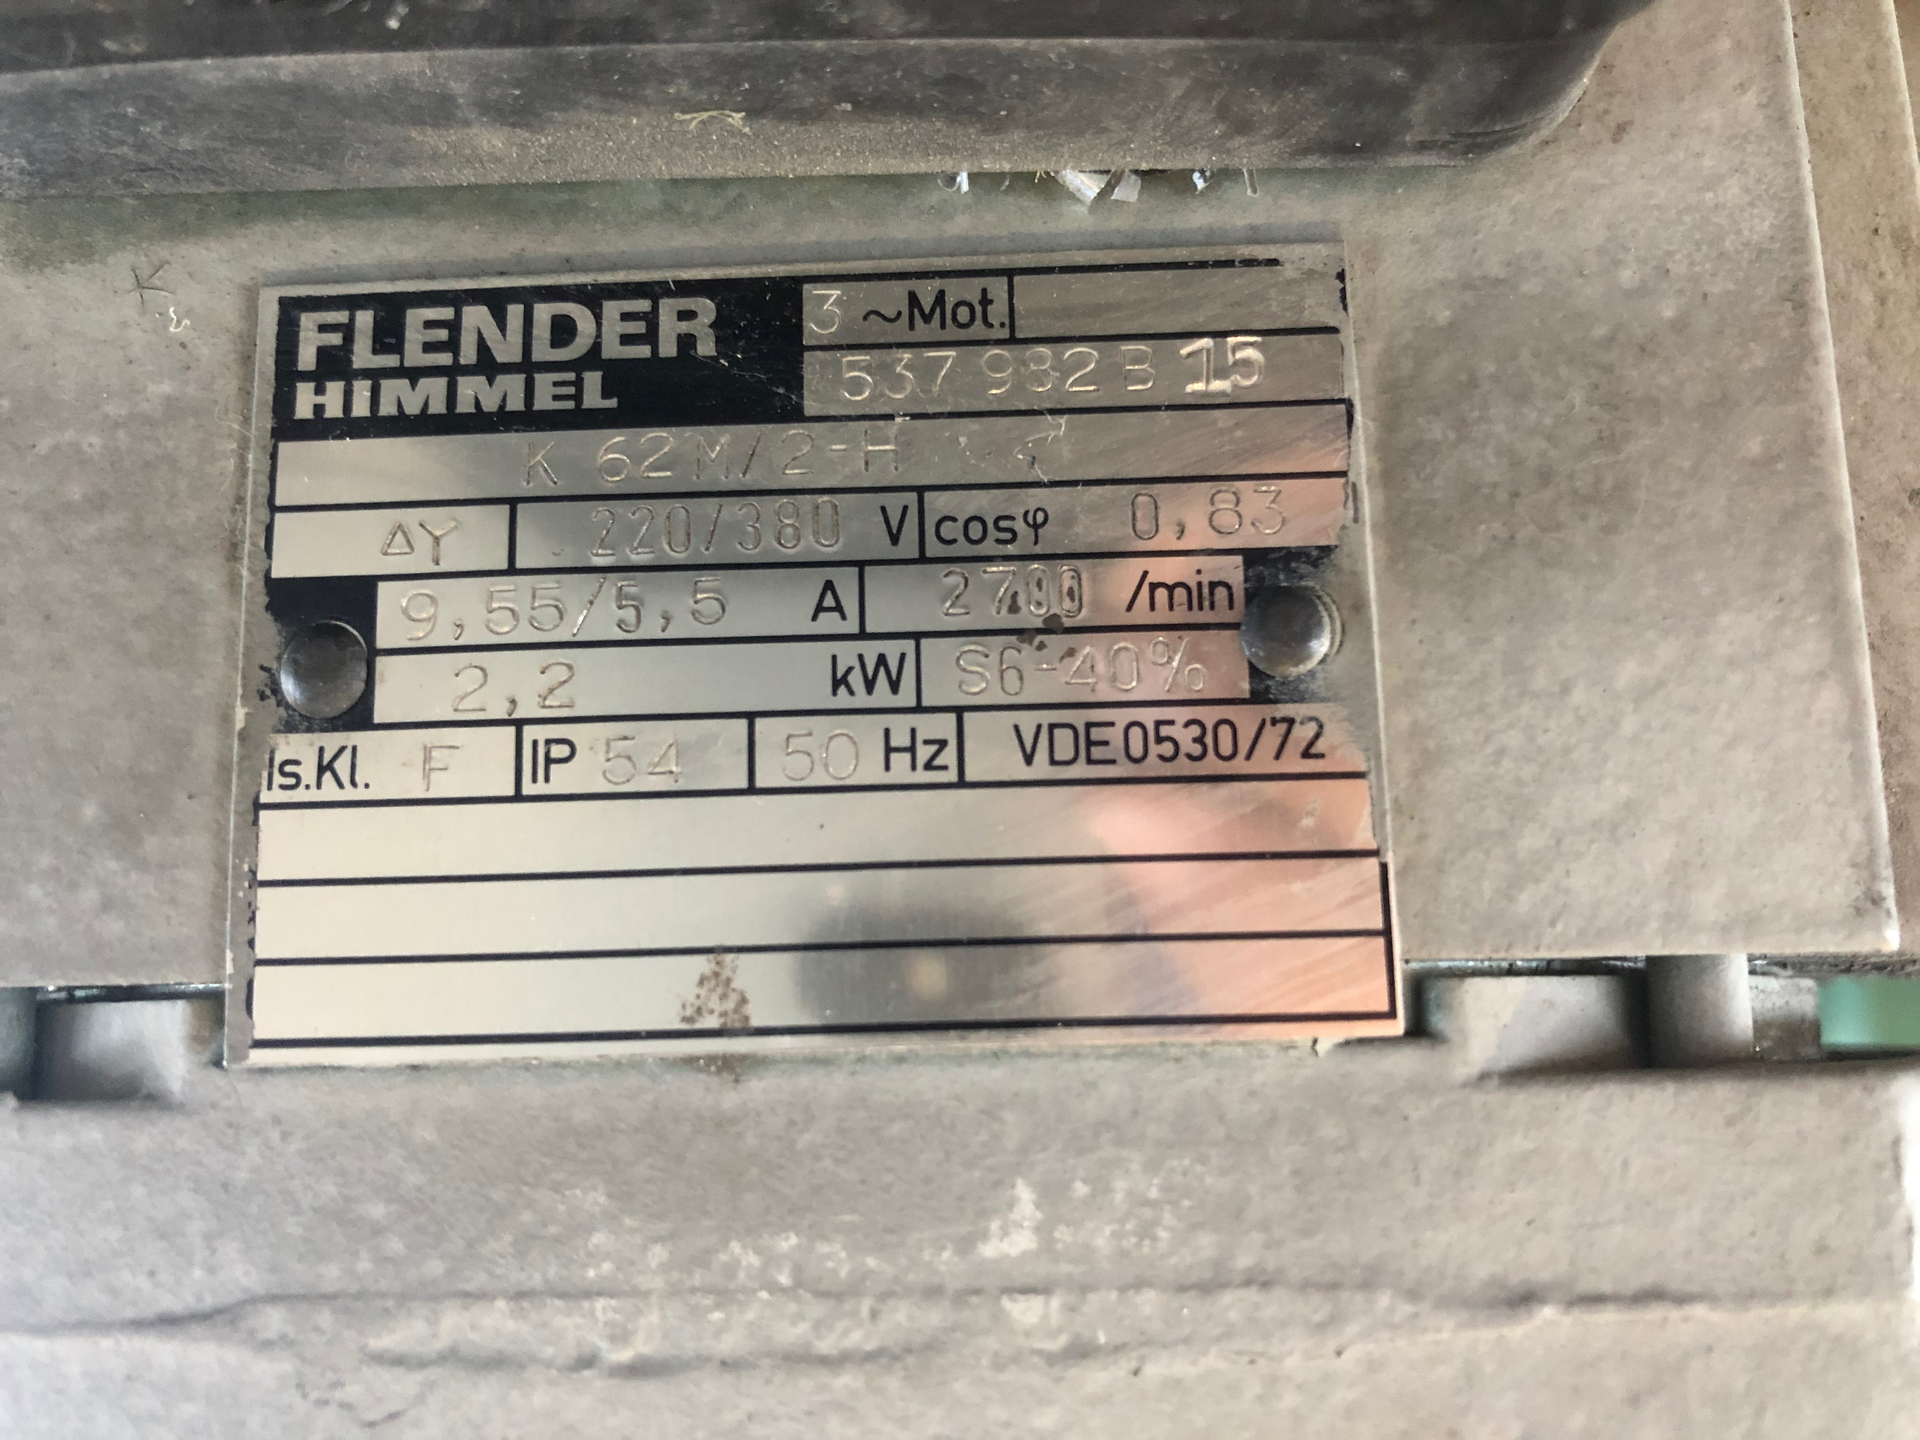 FLENDER
HIMMEL
3 ~Mot.
537 982 B 15
K 62M/2-H
ΔY 220/380 V cosφ 0,83
9,55/5,5 A 2700 /min
2,2 kW S6-40%
Is.Kl. F IP 54 50 Hz VDE0530/72